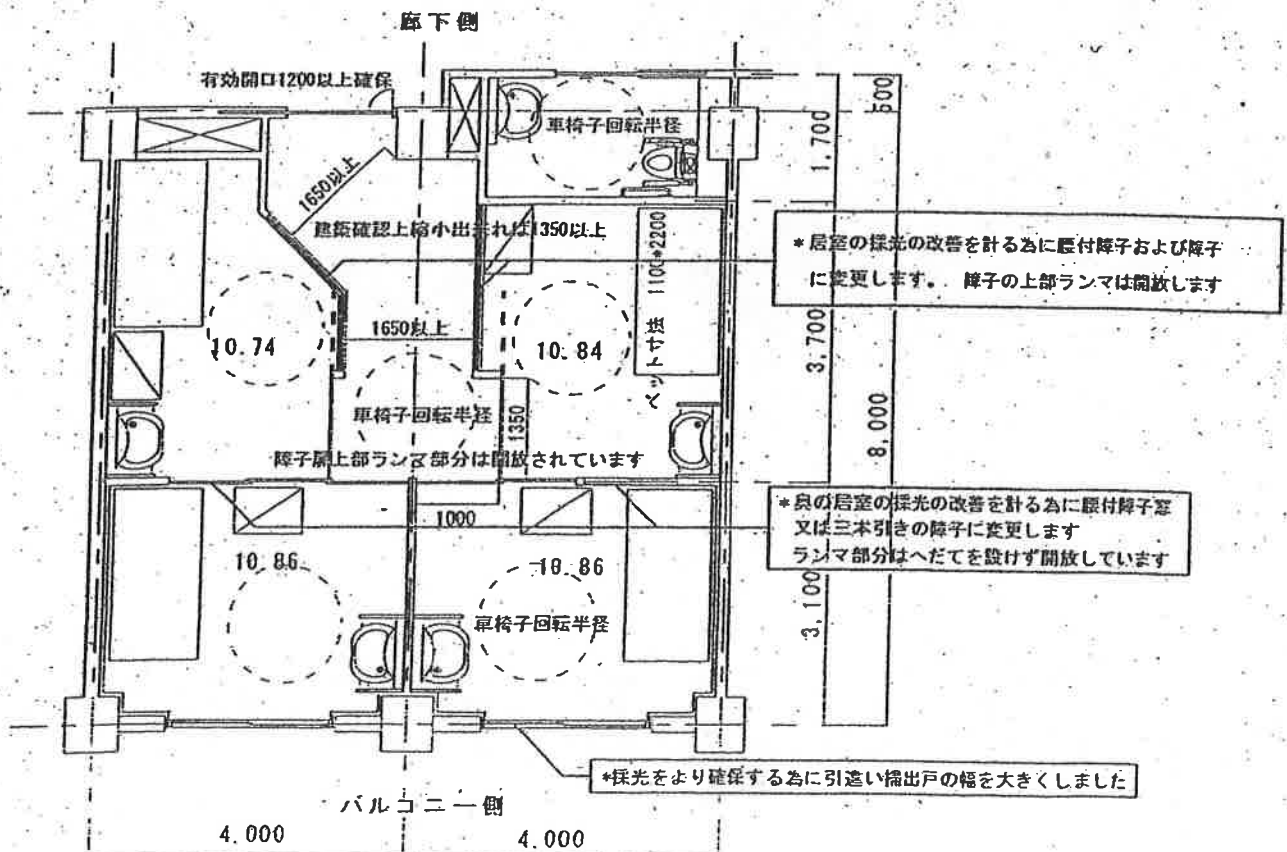 廊下側
有効開口1200以上確保
500
車椅子回転半径
1.700
1650以上
建築確認上縮小出来れば1350以上
*居室の採光の改善を計る為に腰付障子および障子
に変更します。 障子の上部ランマは開放します
ベット寸法 1100*2200
1650以上
10.74
10.84
3,700
8,000
車椅子回転半径
1350
障子扉上部ランマ部分は開放されています
*奥の居室の採光の改善を計る為に腰付障子窓
又は三本引きの障子に変更します
ランマ部分はへだてを設けず開放しています
1000
10.86
10.86
3,100
車椅子回転半径
*採光をより確保する為に引違い掃出戸の幅を大きくしました
バルコニー側
4.000
4.000